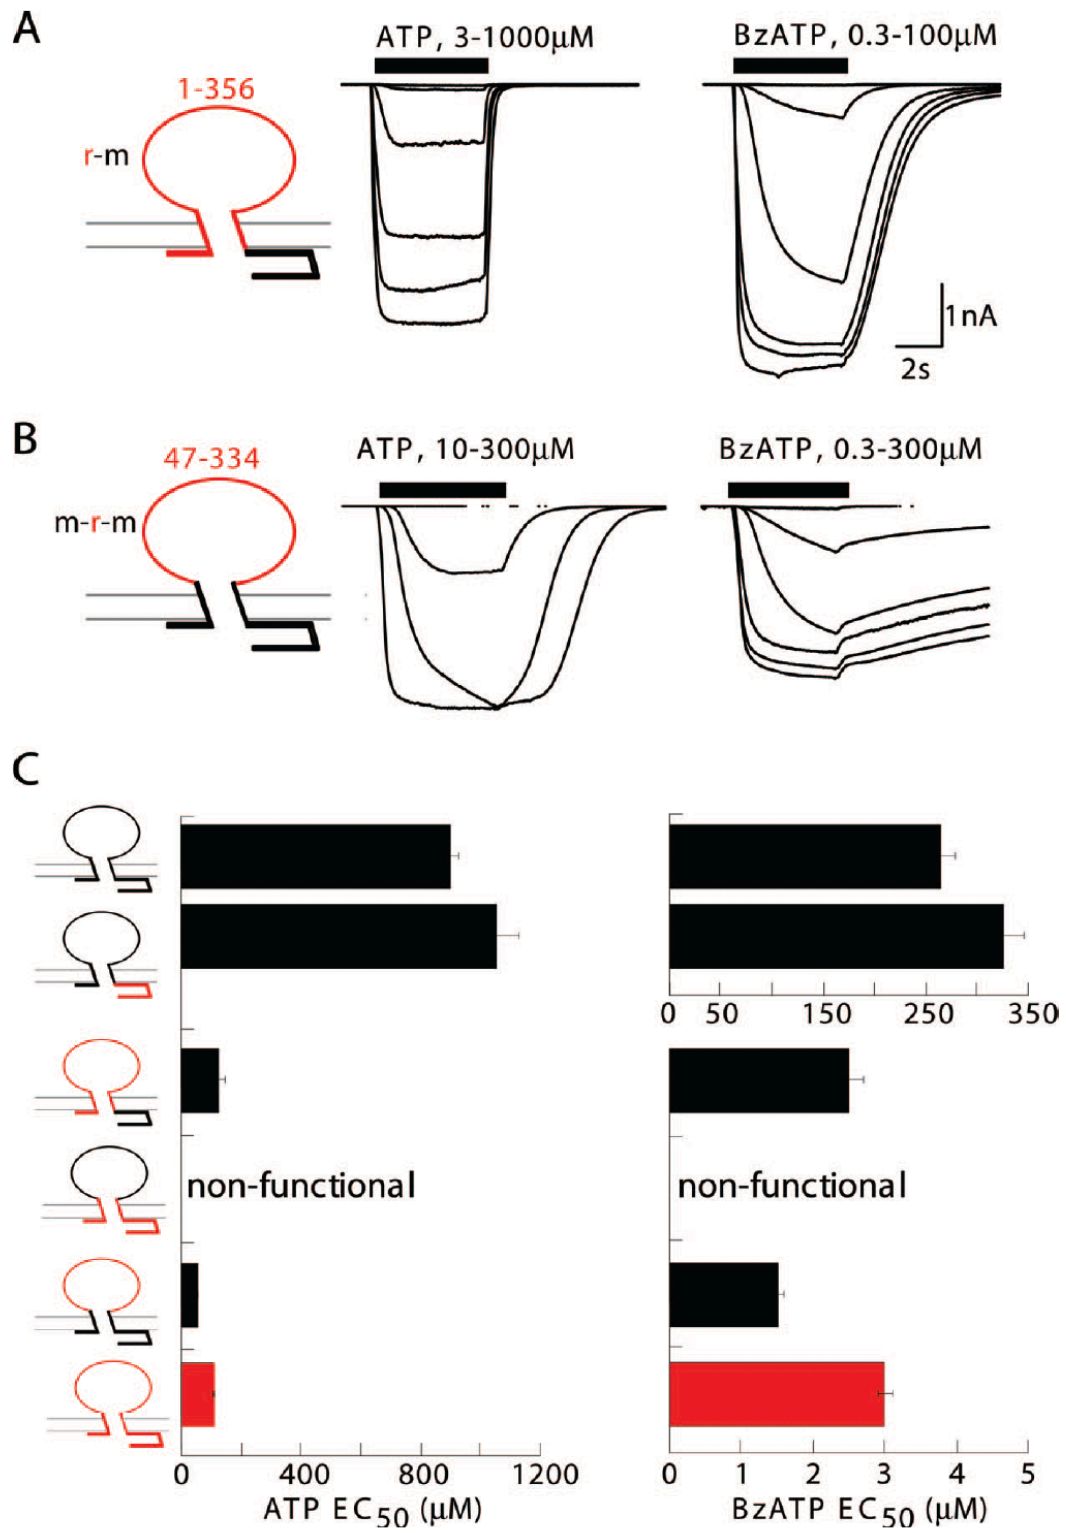 A
ATP, 3-1000μM
BzATP, 0.3-100μM
1-356
r-m
1nA
2s
B
ATP, 10-300μM
BzATP, 0.3-300μM
47-334
m-r-m
C
0 50 150 250 350
non-functional
non-functional
0 400 800 1200
0 1 2 3 4 5
ATP EC50 (μM)
BzATP EC50 (μM)